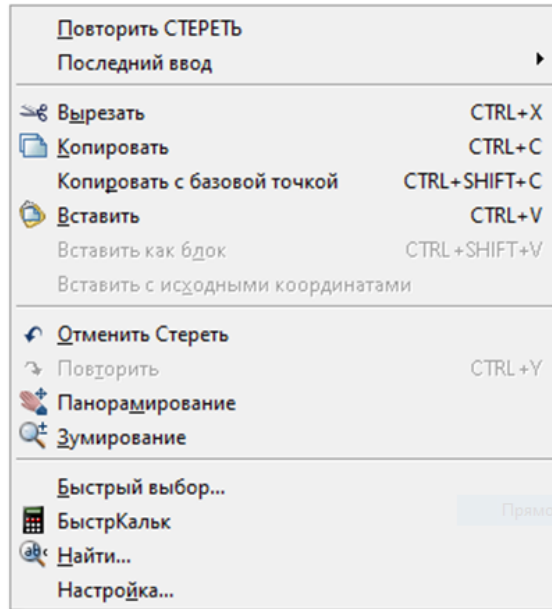 Повторить СТЕРЕТЬ
Последний ввод
Вырезать CTRL+X
Копировать CTRL+C
Копировать с базовой точкой CTRL+SHIFT+C
Вставить CTRL+V
Вставить как блок CTRL+SHIFT+V
Вставить с исходными координатами
Отменить Стереть
Повторить CTRL+Y
Панорамирование
Зумирование
Быстрый выбор...
Прямо
БыстрКальк
Найти...
Настройка...